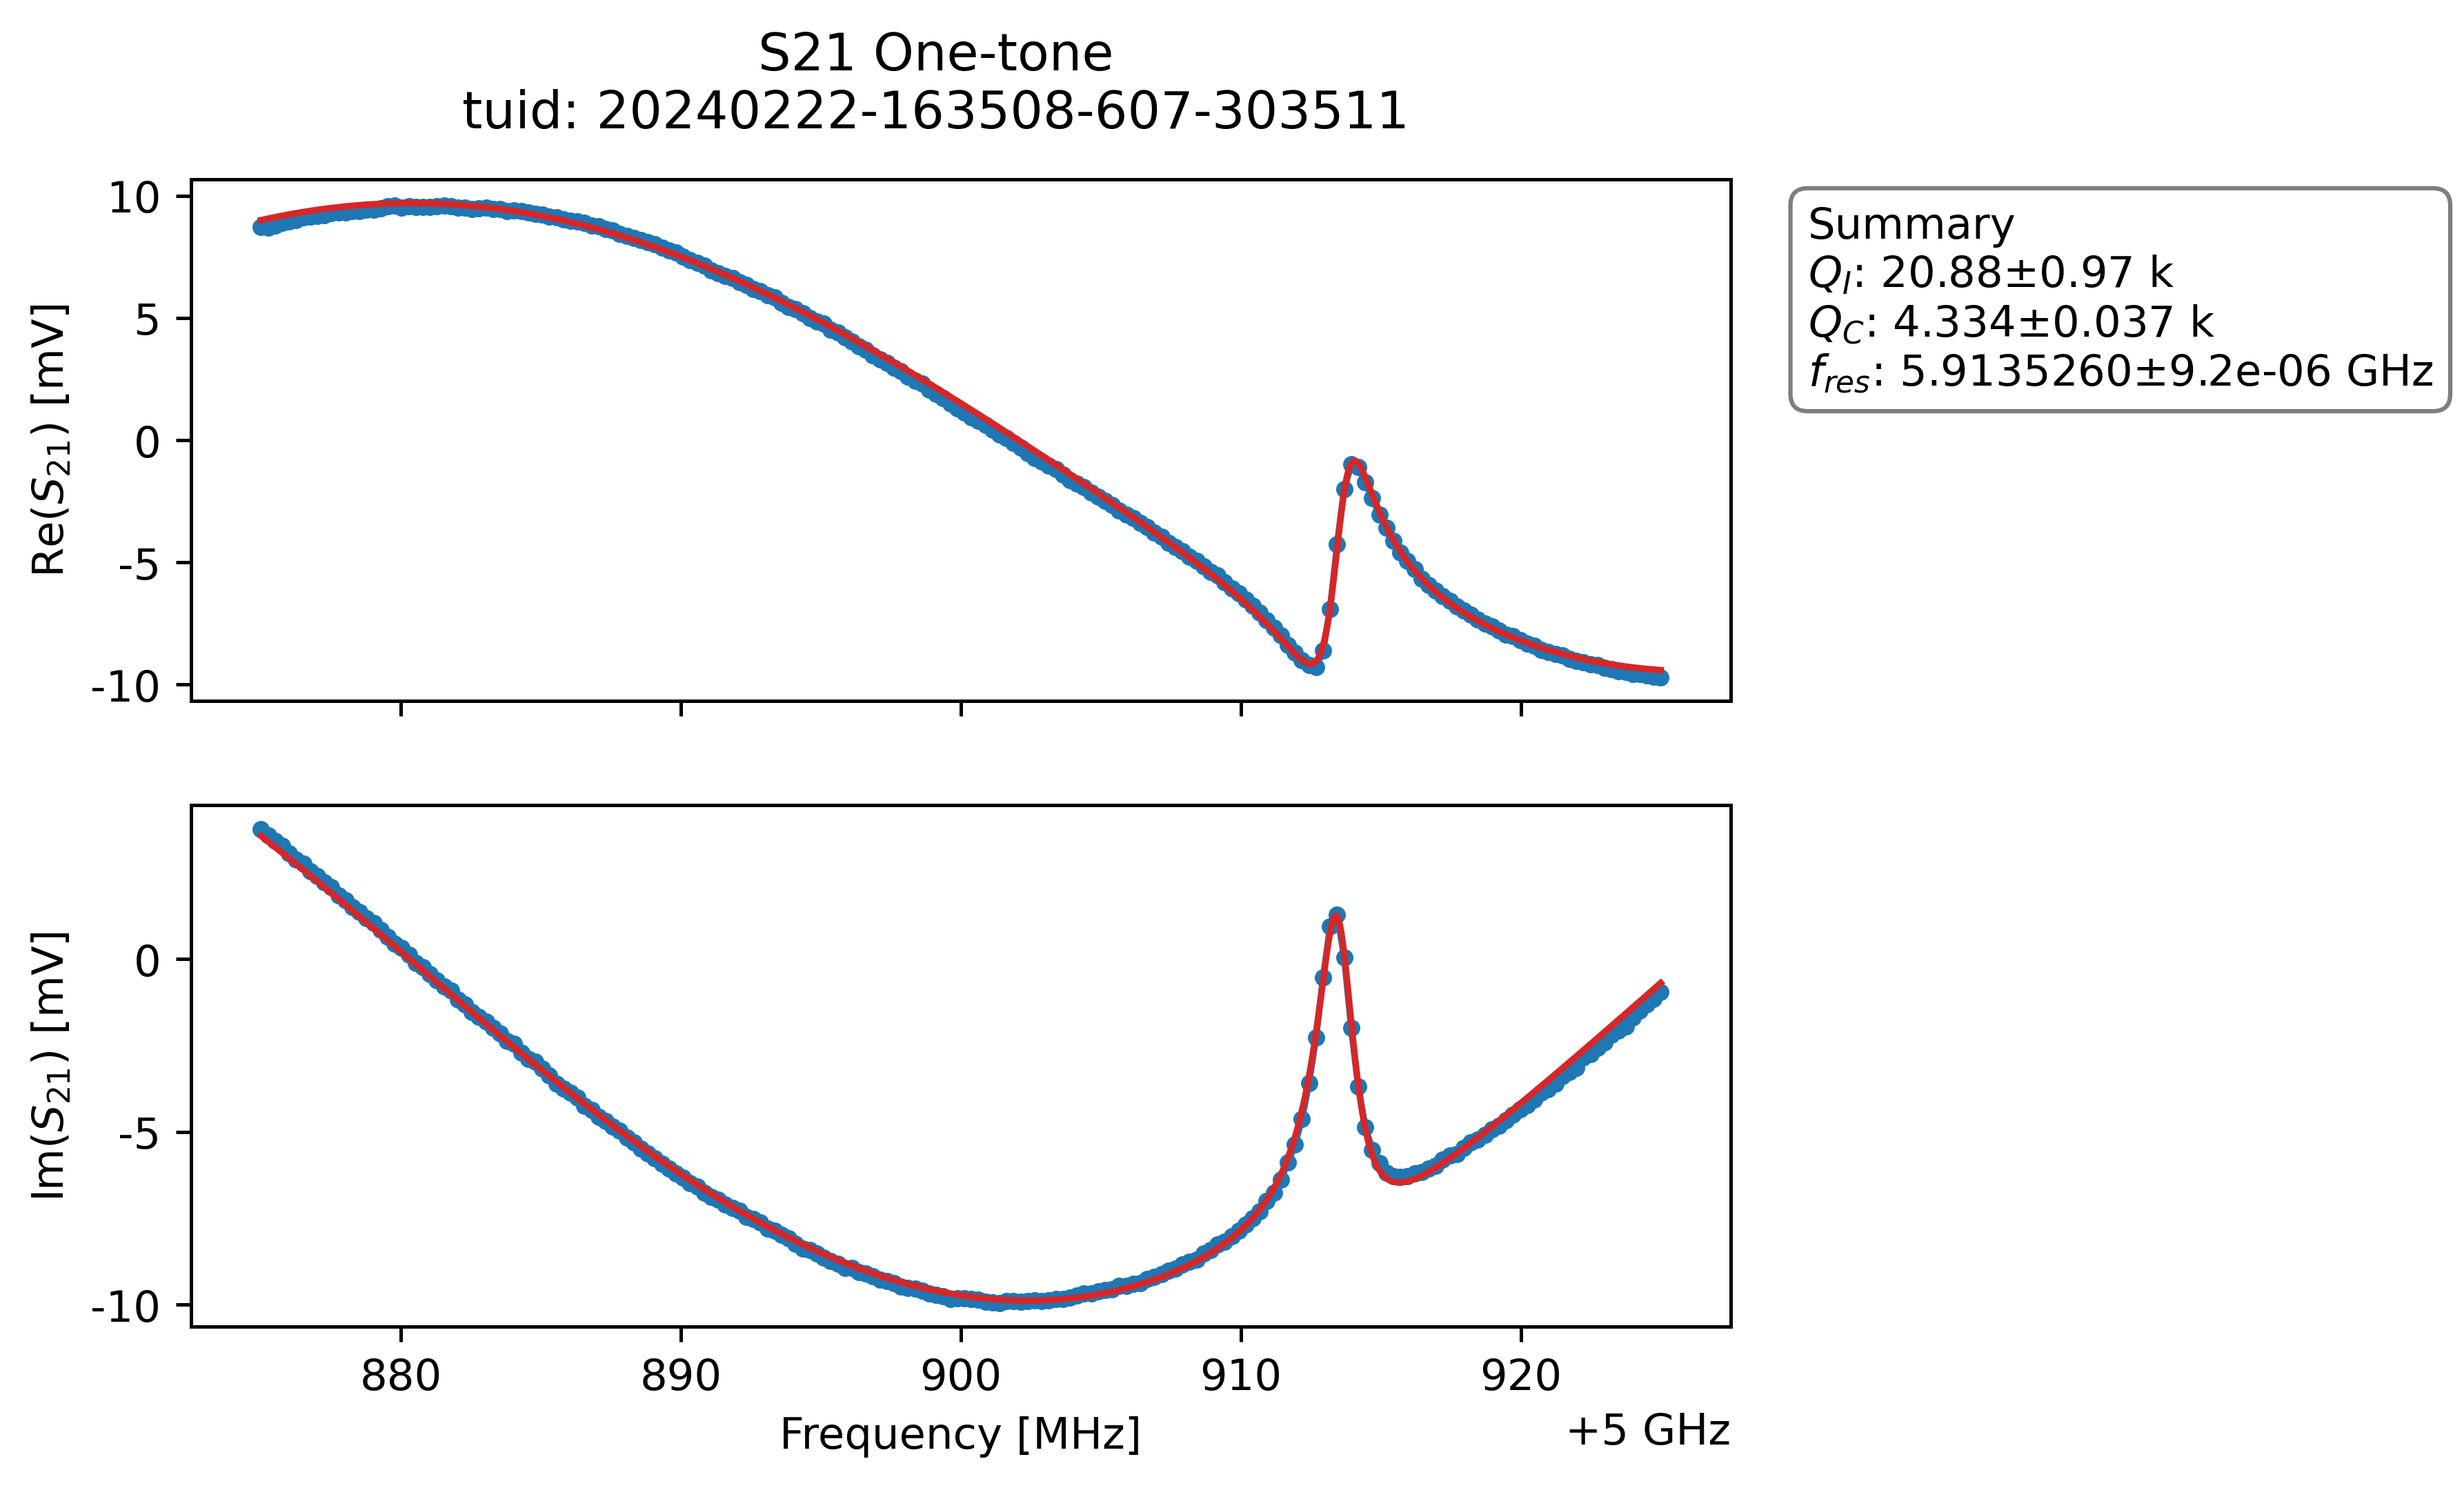 S21 One-tone
tuid: 20240222-163508-607-303511
10
5
0
-5
-10
Re(S21) [mV]
Summary
QI: 20.88±0.97 k
QC: 4.334±0.037 k
fres: 5.9135260±9.2e-06 GHz
0
-5
-10
Im(S21) [mV]
880 890 900 910 920
Frequency [MHz]
+5 GHz